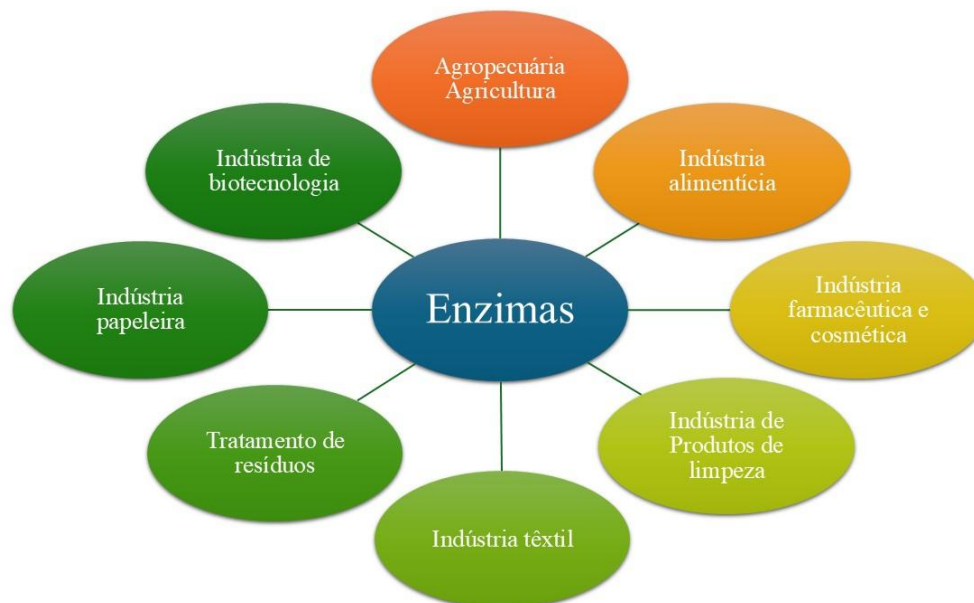 Agropecuária
Agricultura
Indústria de
biotecnologia
Indústria
alimentícia
Indústria
papeleira
Enzimas
Indústria
farmacêutica e
cosmética
Tratamento de
resíduos
Indústria de
Produtos de
limpeza
Indústria têxtil